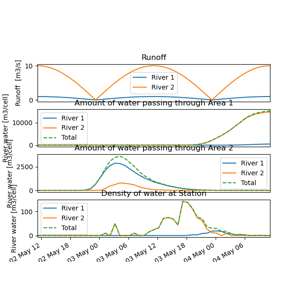 Runoff
10
0
Runoff [m3/s]
River 1
River 2
Amount of water passing through Area 1
10000
0
River water [m3/cell]
River 1
River 2
Total
Amount of water passing through Area 2
2500
0
River water [m3/cell]
River 1
River 2
Total
Density of water at Station
100
0
River water [m3/cell]
River 1
River 2
Total
02 May 12
03 May 00
03 May 06
03 May 12
03 May 18
04 May 00
04 May 06